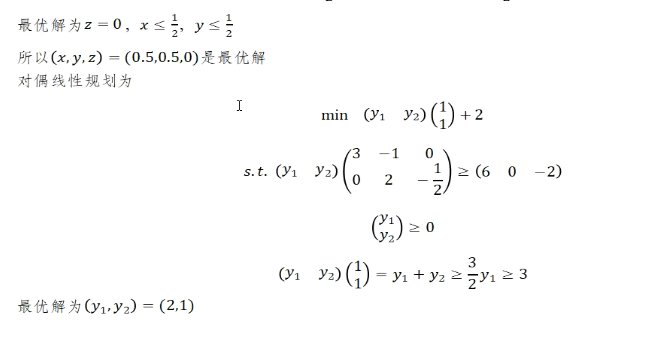 最优解为z = 0, x ≤ 1/2, y ≤ 1/2
所以(x, y, z) = (0.5,0.5,0)是最优解
对偶线性规划为
min (y₁ y₂)(1 1) + 2
s.t. (y₁ y₂)(3 −1 0
0 2 −1/2) ≥ (6 0 −2)
(y₁ y₂) ≥ 0
(y₁ y₂)(1 1) = y₁ + y₂ ≥ 3/2 y₁ ≥ 3
最优解为(y₁, y₂) = (2,1)